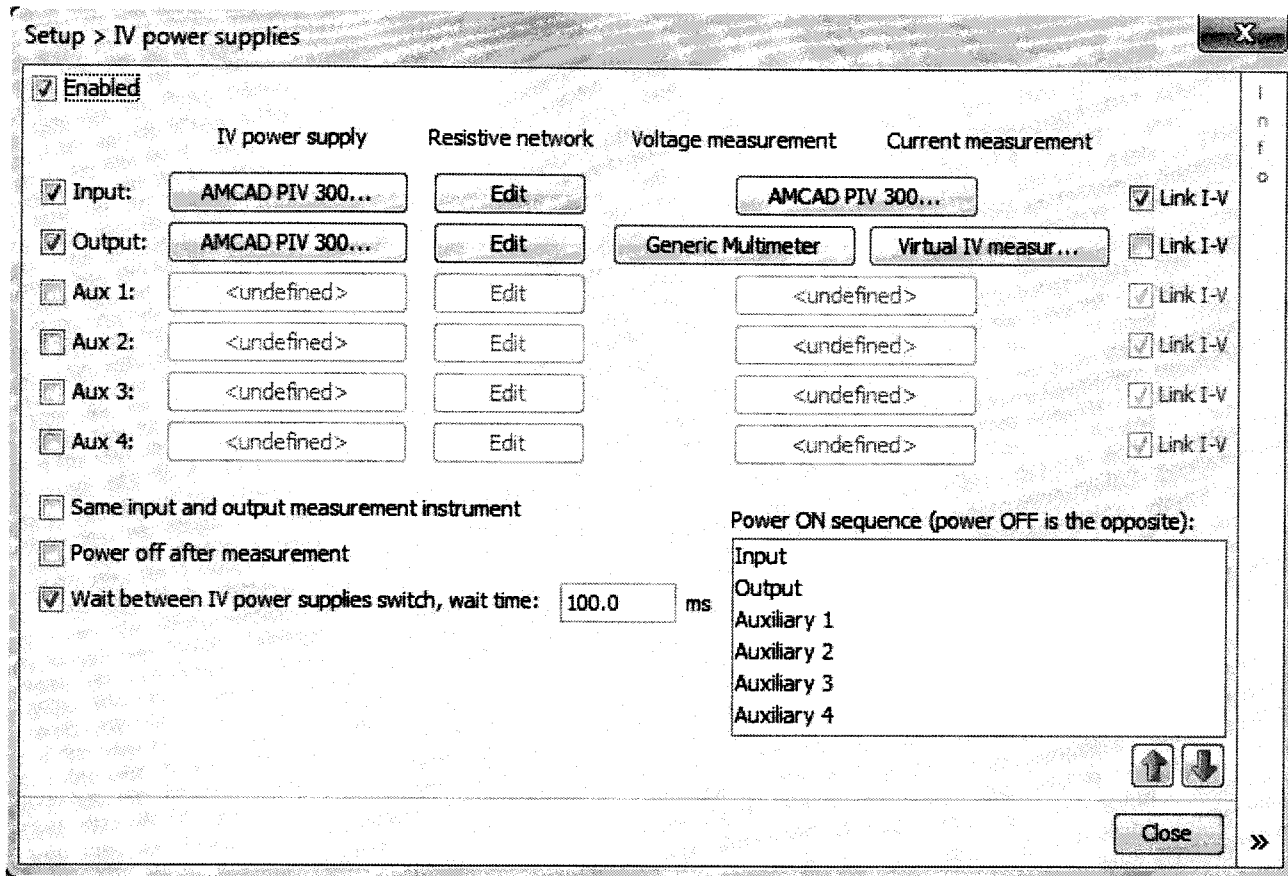 Setup > IV power supplies
Enabled
IV power supply Resistive network Voltage measurement Current measurement
Input: AMCAD PIV 300... Edit AMCAD PIV 300... Link I-V
Output: AMCAD PIV 300... Edit Generic Multimeter Virtual IV measur... Link I-V
Aux 1: <undefined> Edit <undefined> Link I-V
Aux 2: <undefined> Edit <undefined> Link I-V
Aux 3: <undefined> Edit <undefined> Link I-V
Aux 4: <undefined> Edit <undefined> Link I-V
Same input and output measurement instrument
Power off after measurement
Wait between IV power supplies switch, wait time: 100.0 ms
Power ON sequence (power OFF is the opposite):
Input
Output
Auxiliary 1
Auxiliary 2
Auxiliary 3
Auxiliary 4
Close
»
Info